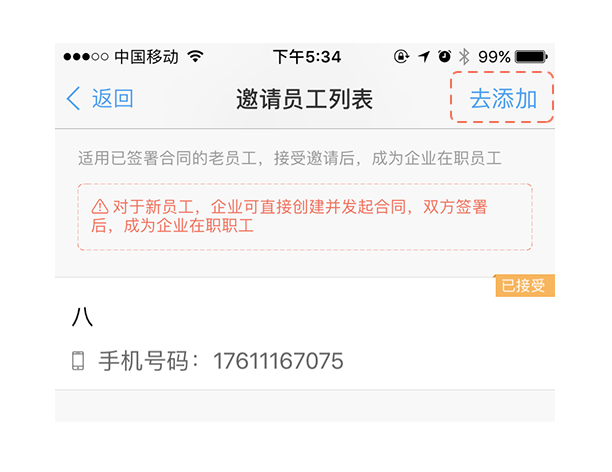 中国移动 下午5:34 99%
返回 邀请员工列表 去添加
适用已签署合同的老员工，接受邀请后，成为企业在职员工
对于新员工，企业可直接创建并发起合同，双方签署
后，成为企业在职职工
已接受
八
手机号码：17611167075